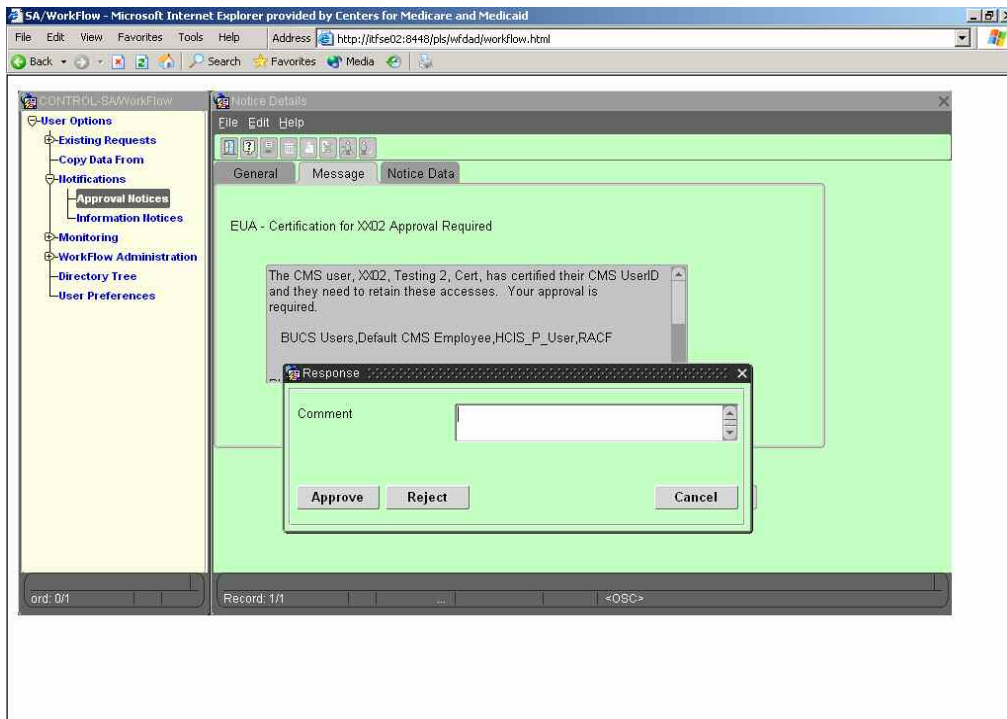 SA/WorkFlow - Microsoft Internet Explorer provided by Centers for Medicare and Medicaid
File Edit View Favorites Tools Help Address http://itfse02:8448/pls/wfdad/workflow.html
Back Search Favorites Media
CONTROL-SA/WorkFlow
User Options
Existing Requests
Copy Data From
Notifications
Approval Notices
Information Notices
Monitoring
WorkFlow Administration
Directory Tree
User Preferences
ord: 0/1
Notice Details
File Edit Help
General Message Notice Data
EUA - Certification for XX02 Approval Required
The CMS user, XX02, Testing 2, Cert, has certified their CMS UserID
and they need to retain these accesses. Your approval is
required.
BUCS Users,Default CMS Employee,HCIS_P_User,RACF
Response
Comment
Approve Reject Cancel
Record: 1/1 ... <OSC>